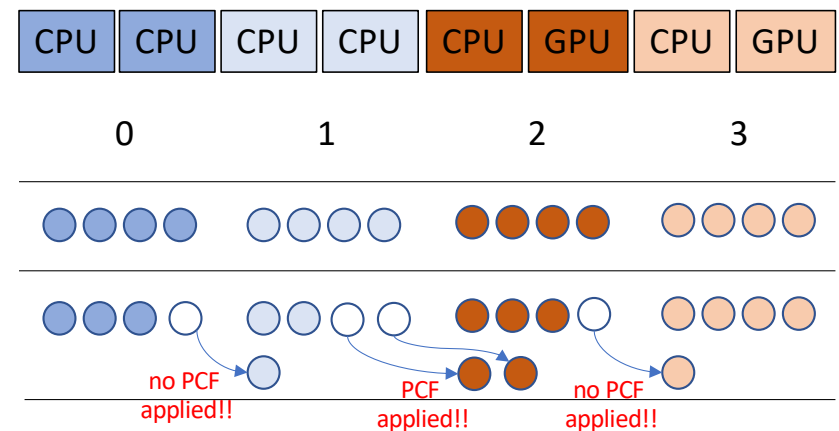 CPU CPU CPU CPU CPU GPU CPU GPU
0 1 2 3
no PCF
applied!!
PCF
applied!!
no PCF
applied!!